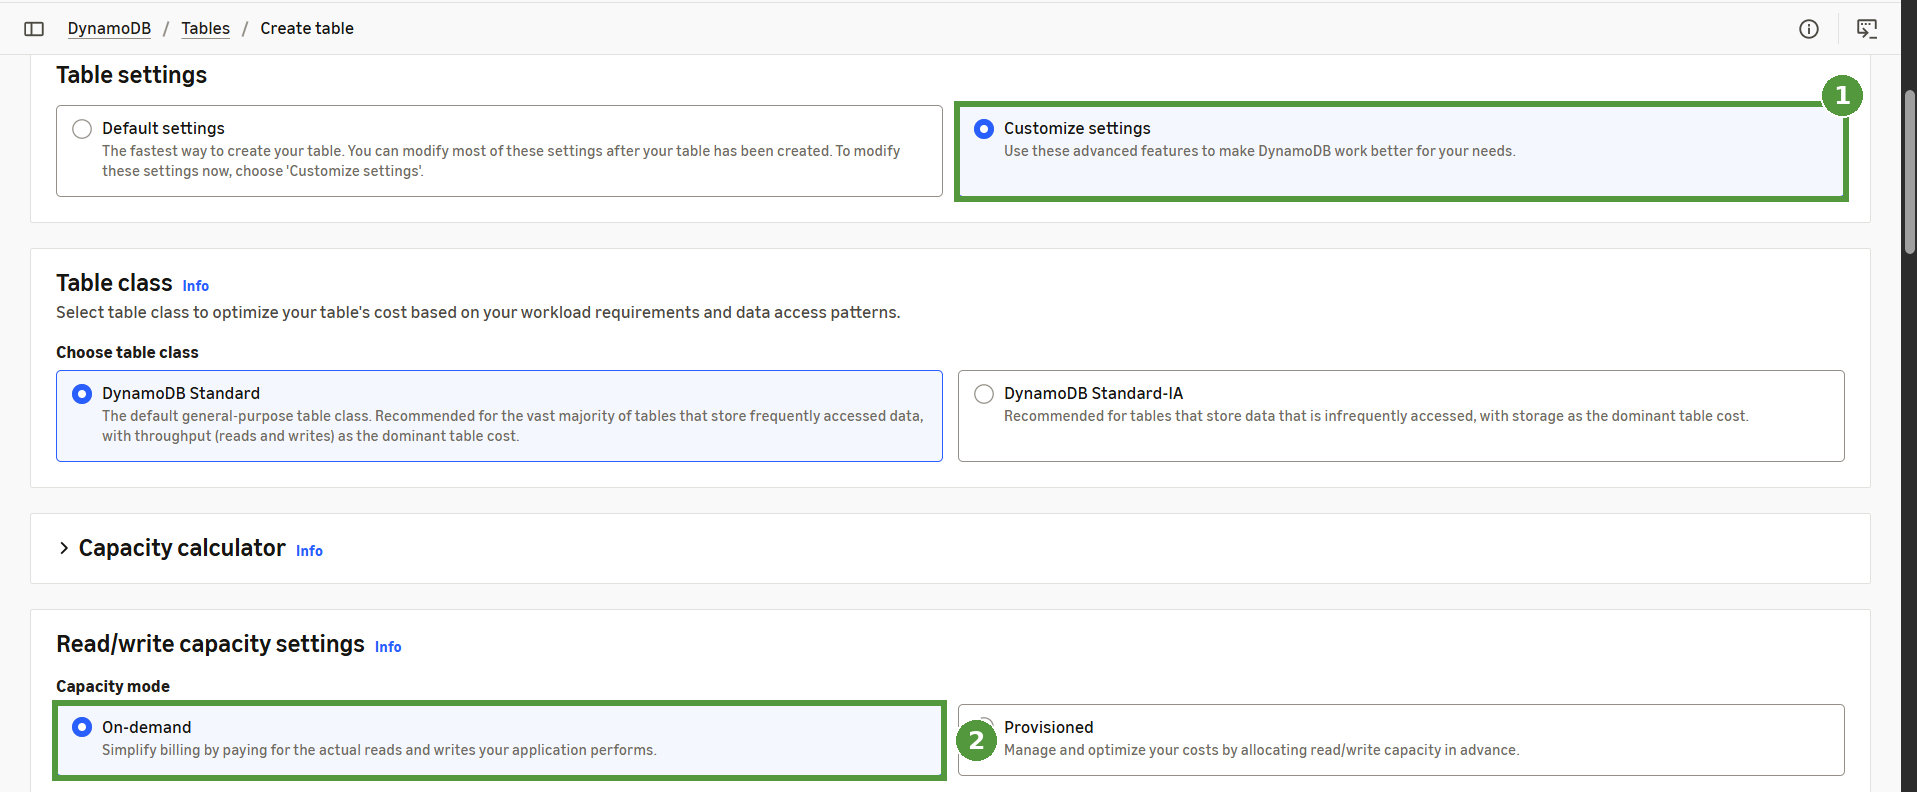 DynamoDB / Tables / Create table
Table settings
1
Default settings
The fastest way to create your table. You can modify most of these settings after your table has been created. To modify
these settings now, choose 'Customize settings'.
Customize settings
Use these advanced features to make DynamoDB work better for your needs.
Table class Info
Select table class to optimize your table's cost based on your workload requirements and data access patterns.
Choose table class
DynamoDB Standard
The default general-purpose table class. Recommended for the vast majority of tables that store frequently accessed data,
with throughput (reads and writes) as the dominant table cost.
DynamoDB Standard-IA
Recommended for tables that store data that is infrequently accessed, with storage as the dominant table cost.
Capacity calculator Info
Read/write capacity settings Info
Capacity mode
On-demand
Simplify billing by paying for the actual reads and writes your application performs.
2
Provisioned
Manage and optimize your costs by allocating read/write capacity in advance.